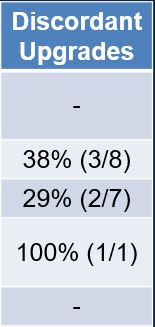 Discordant
Upgrades
-
38% (3/8)
29% (2/7)
100% (1/1)
-